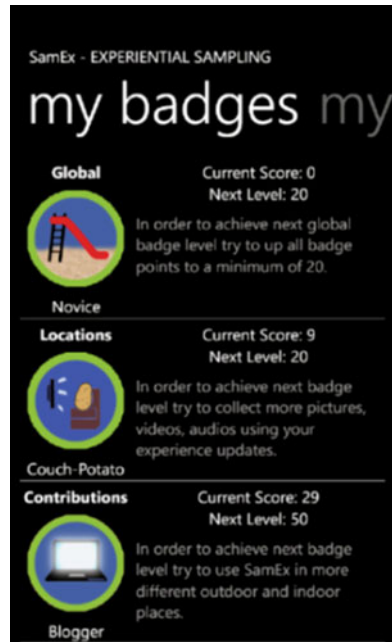 SamEx - EXPERIENTIAL SAMPLING
my badges my
Global
Current Score: 0
Next Level: 20
In order to achieve next global
badge level try to up all badge
points to a minimum of 20.
Novice
Locations
Current Score: 9
Next Level: 20
In order to achieve next badge
level try to collect more pictures,
videos, audios using your
experience updates.
Couch-Potato
Contributions
Current Score: 29
Next Level: 50
In order to achieve next badge
level try to use SamEx in more
different outdoor and indoor
places.
Blogger